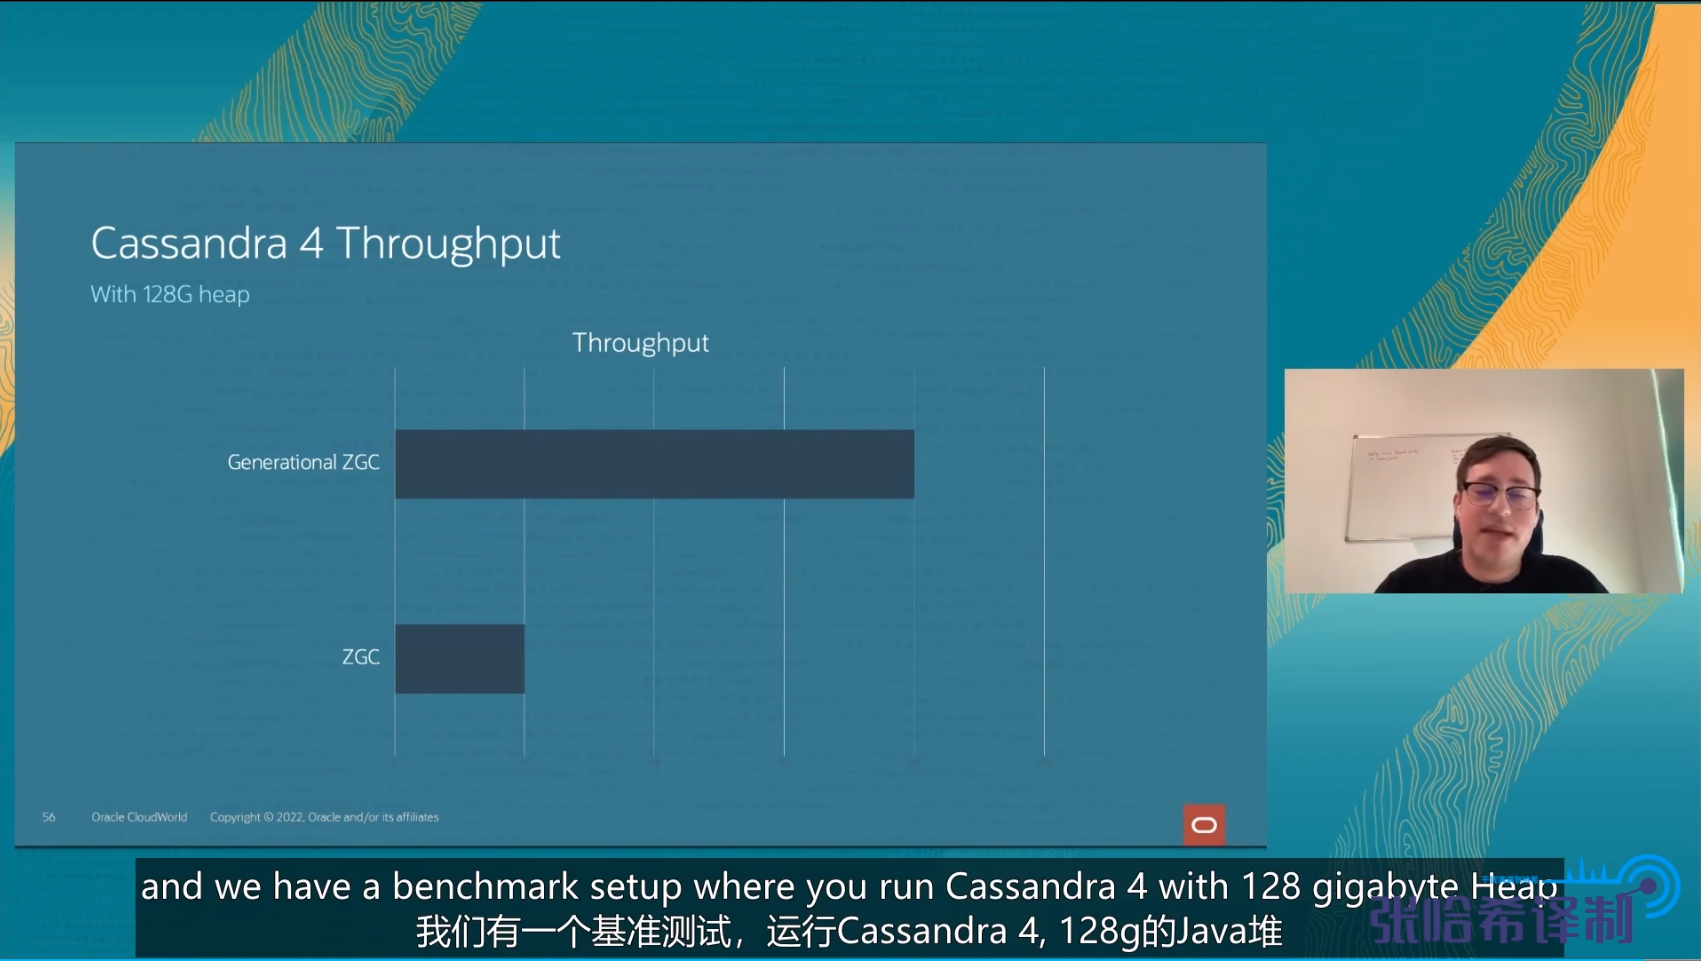 Cassandra 4 Throughput
With 128G heap
Throughput
Generational ZGC
ZGC
56 Oracle CloudWorld Copyright © 2022, Oracle and/or its affiliates
and we have a benchmark setup where you run Cassandra 4 with 128 gigabyte Heap
我们有一个基准测试，运行Cassandra 4, 128g的Java堆
张哈希译制